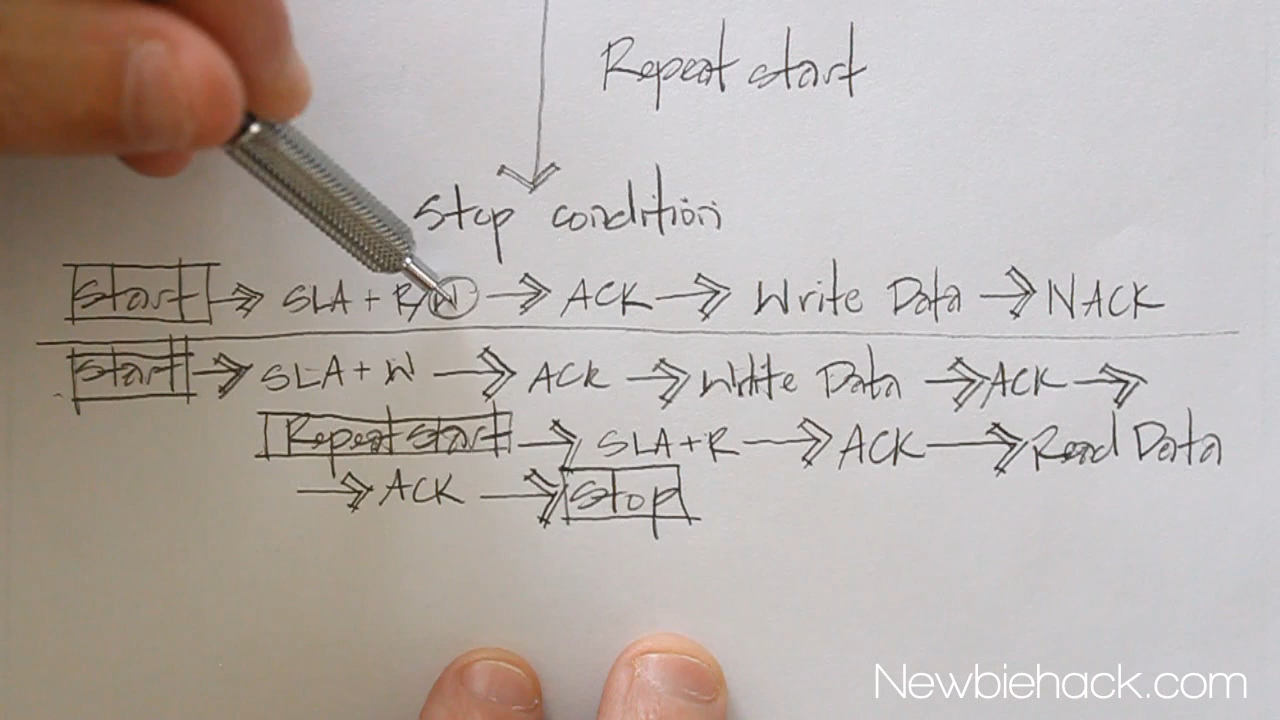 Repeat start
Stop condition
Start → SLA + R/W → ACK → Write Data → NACK
Start → SLA + W → ACK → Write Data → ACK →
Repeat start → SLA + R → ACK → Read Data
→ ACK → Stop
Newbiehack.com